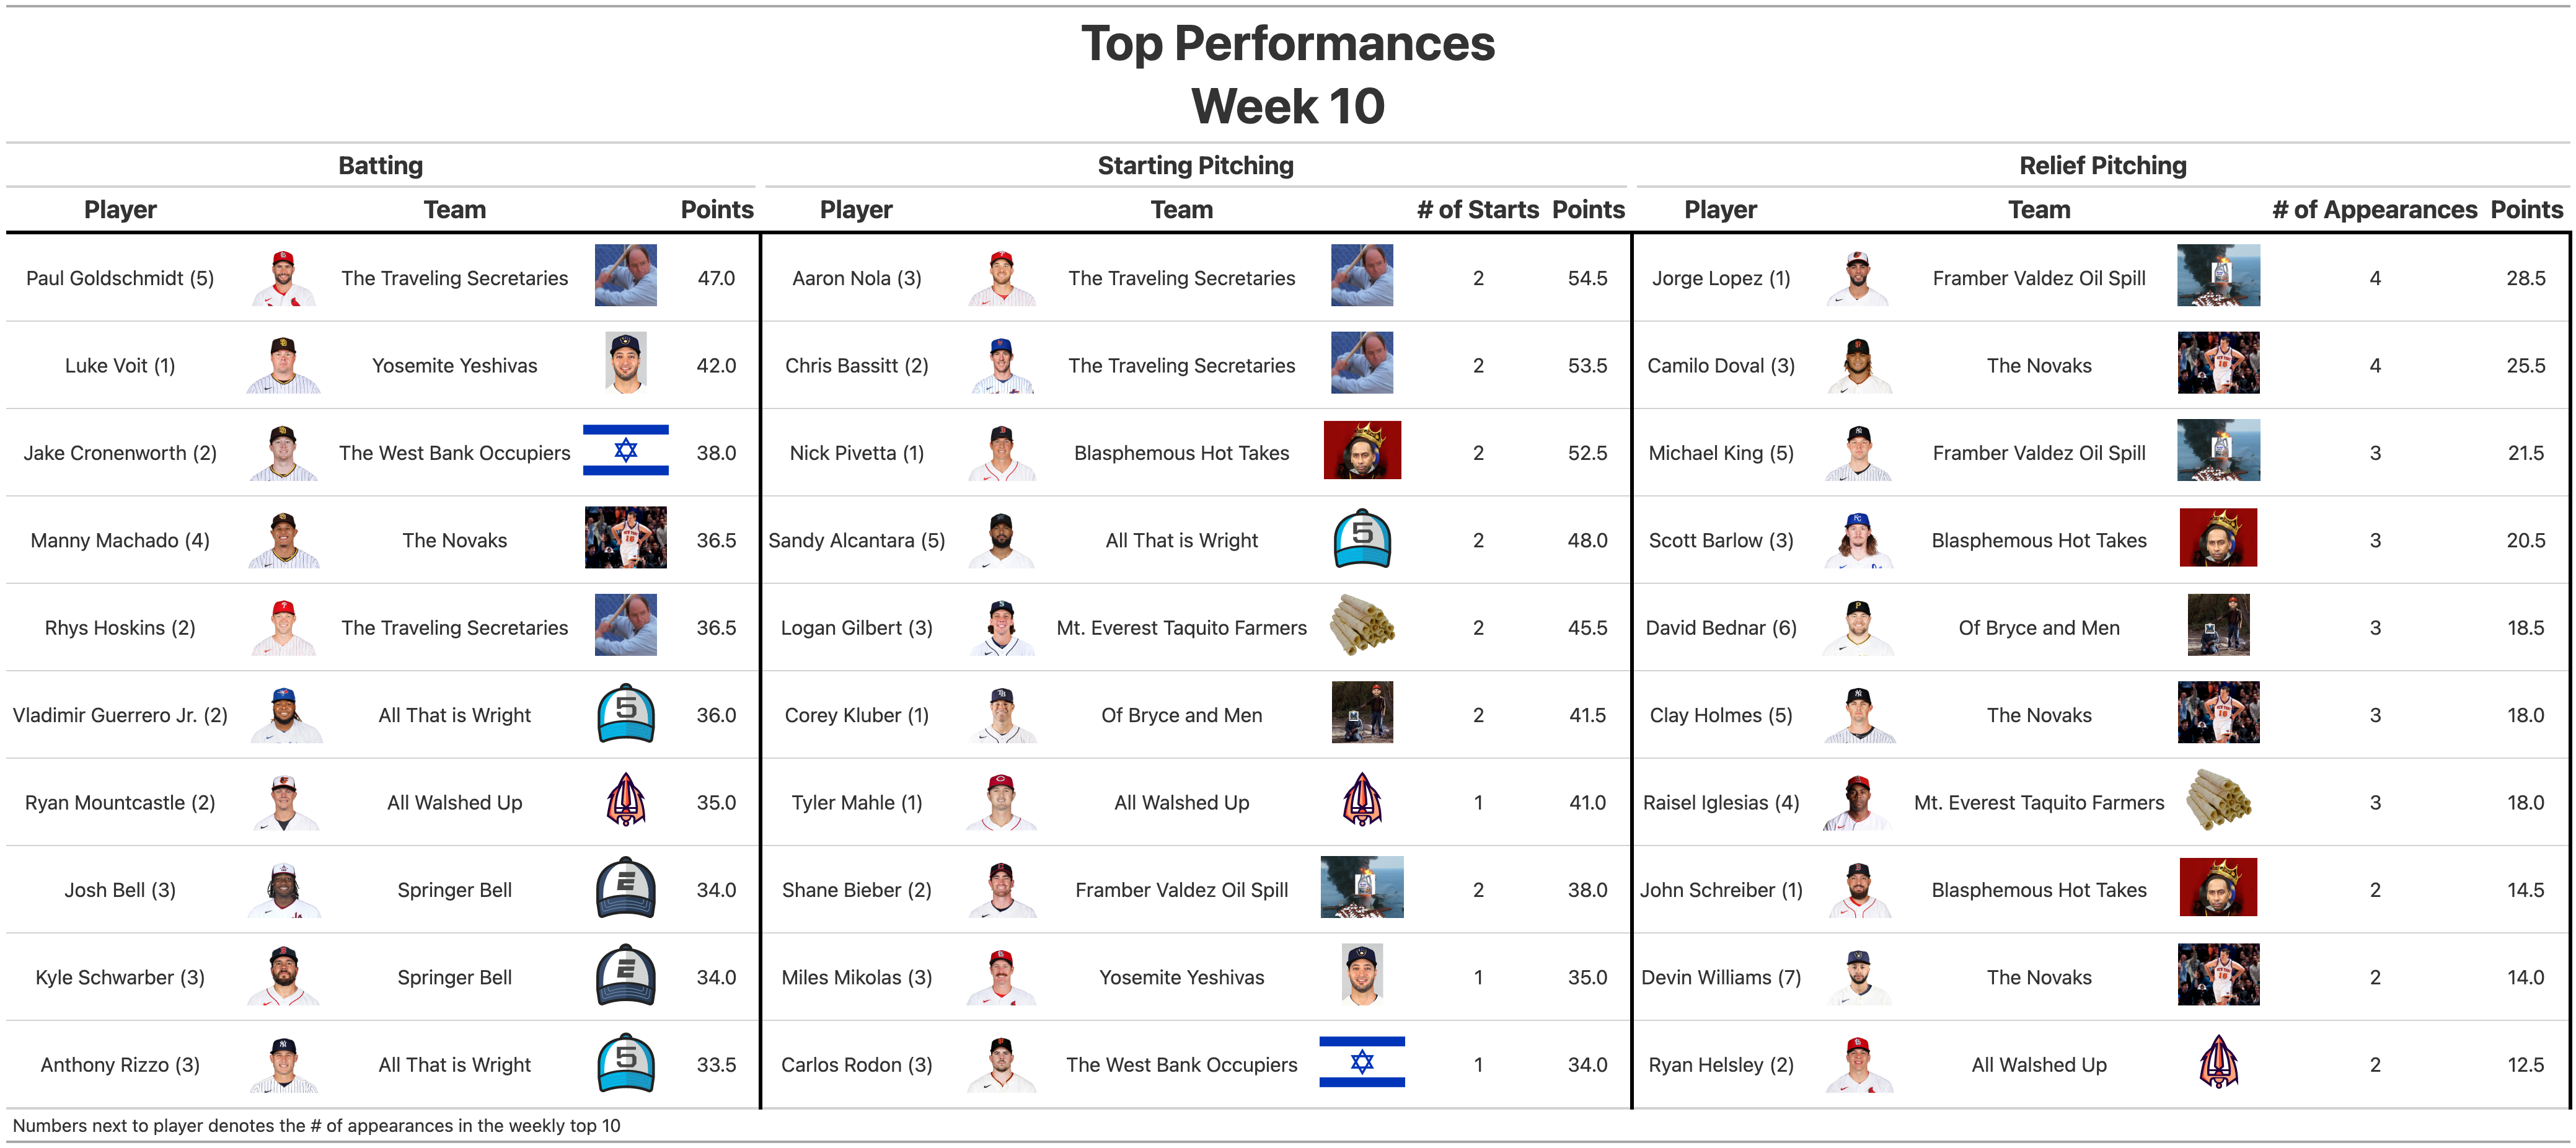 Top Performances
Week 10
Batting Starting Pitching Relief Pitching
Player Team Points Player Team # of Starts Points Player Team # of Appearances Points
Paul Goldschmidt (5) The Traveling Secretaries 47.0 Aaron Nola (3) The Traveling Secretaries 2 54.5 Jorge Lopez (1) Framber Valdez Oil Spill 4 28.5
Luke Voit (1) Yosemite Yeshivas 42.0 Chris Bassitt (2) The Traveling Secretaries 2 53.5 Camilo Doval (3) The Novaks 4 25.5
Jake Cronenworth (2) The West Bank Occupiers 38.0 Nick Pivetta (1) Blasphemous Hot Takes 2 52.5 Michael King (5) Framber Valdez Oil Spill 3 21.5
Manny Machado (4) The Novaks 36.5 Sandy Alcantara (5) All That is Wright 5 2 48.0 Scott Barlow (3) Blasphemous Hot Takes 3 20.5
Rhys Hoskins (2) The Traveling Secretaries 36.5 Logan Gilbert (3) Mt. Everest Taquito Farmers 2 45.5 David Bednar (6) Of Bryce and Men 3 18.5
Vladimir Guerrero Jr. (2) All That is Wright 5 36.0 Corey Kluber (1) Of Bryce and Men 2 41.5 Clay Holmes (5) The Novaks 3 18.0
Ryan Mountcastle (2) All Walshed Up 35.0 Tyler Mahle (1) All Walshed Up 1 41.0 Raisel Iglesias (4) Mt. Everest Taquito Farmers 3 18.0
Josh Bell (3) Springer Bell E 34.0 Shane Bieber (2) Framber Valdez Oil Spill 2 38.0 John Schreiber (1) Blasphemous Hot Takes 2 14.5
Kyle Schwarber (3) Springer Bell E 34.0 Miles Mikolas (3) Yosemite Yeshivas 1 35.0 Devin Williams (7) The Novaks 2 14.0
Anthony Rizzo (3) All That is Wright 5 33.5 Carlos Rodon (3) The West Bank Occupiers 1 34.0 Ryan Helsley (2) All Walshed Up 2 12.5
Numbers next to player denotes the # of appearances in the weekly top 10